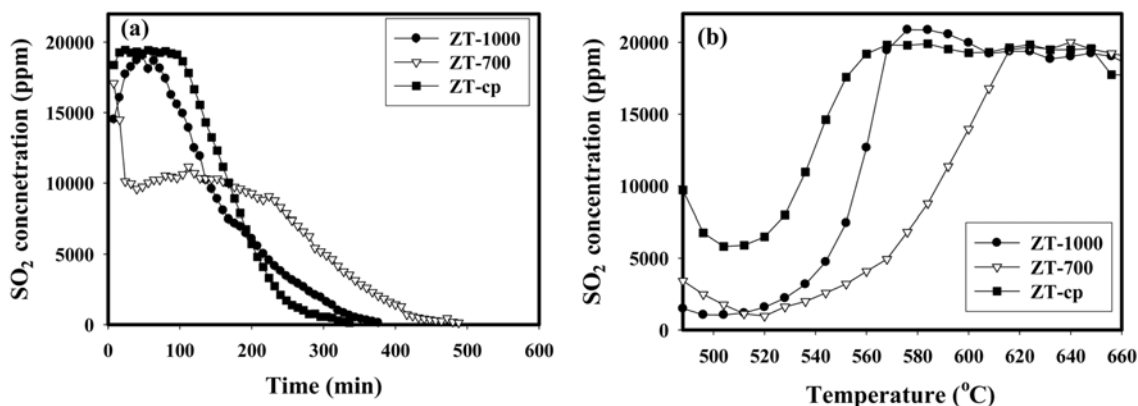 (a)
ZT-1000
ZT-700
ZT-cp
SO2 concnetration (ppm)
20000
15000
10000
5000
0
0 100 200 300 400 500 600
Time (min)
(b)
ZT-1000
ZT-700
ZT-cp
SO2 concentration (ppm)
20000
15000
10000
5000
0
500 520 540 560 580 600 620 640 660
Temperature (oC)